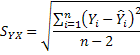 S_{YX} = \sqrt{\frac{\sum_{i=1}^{n}(Y_i - \hat{Y}_i)^2}{n-2}}